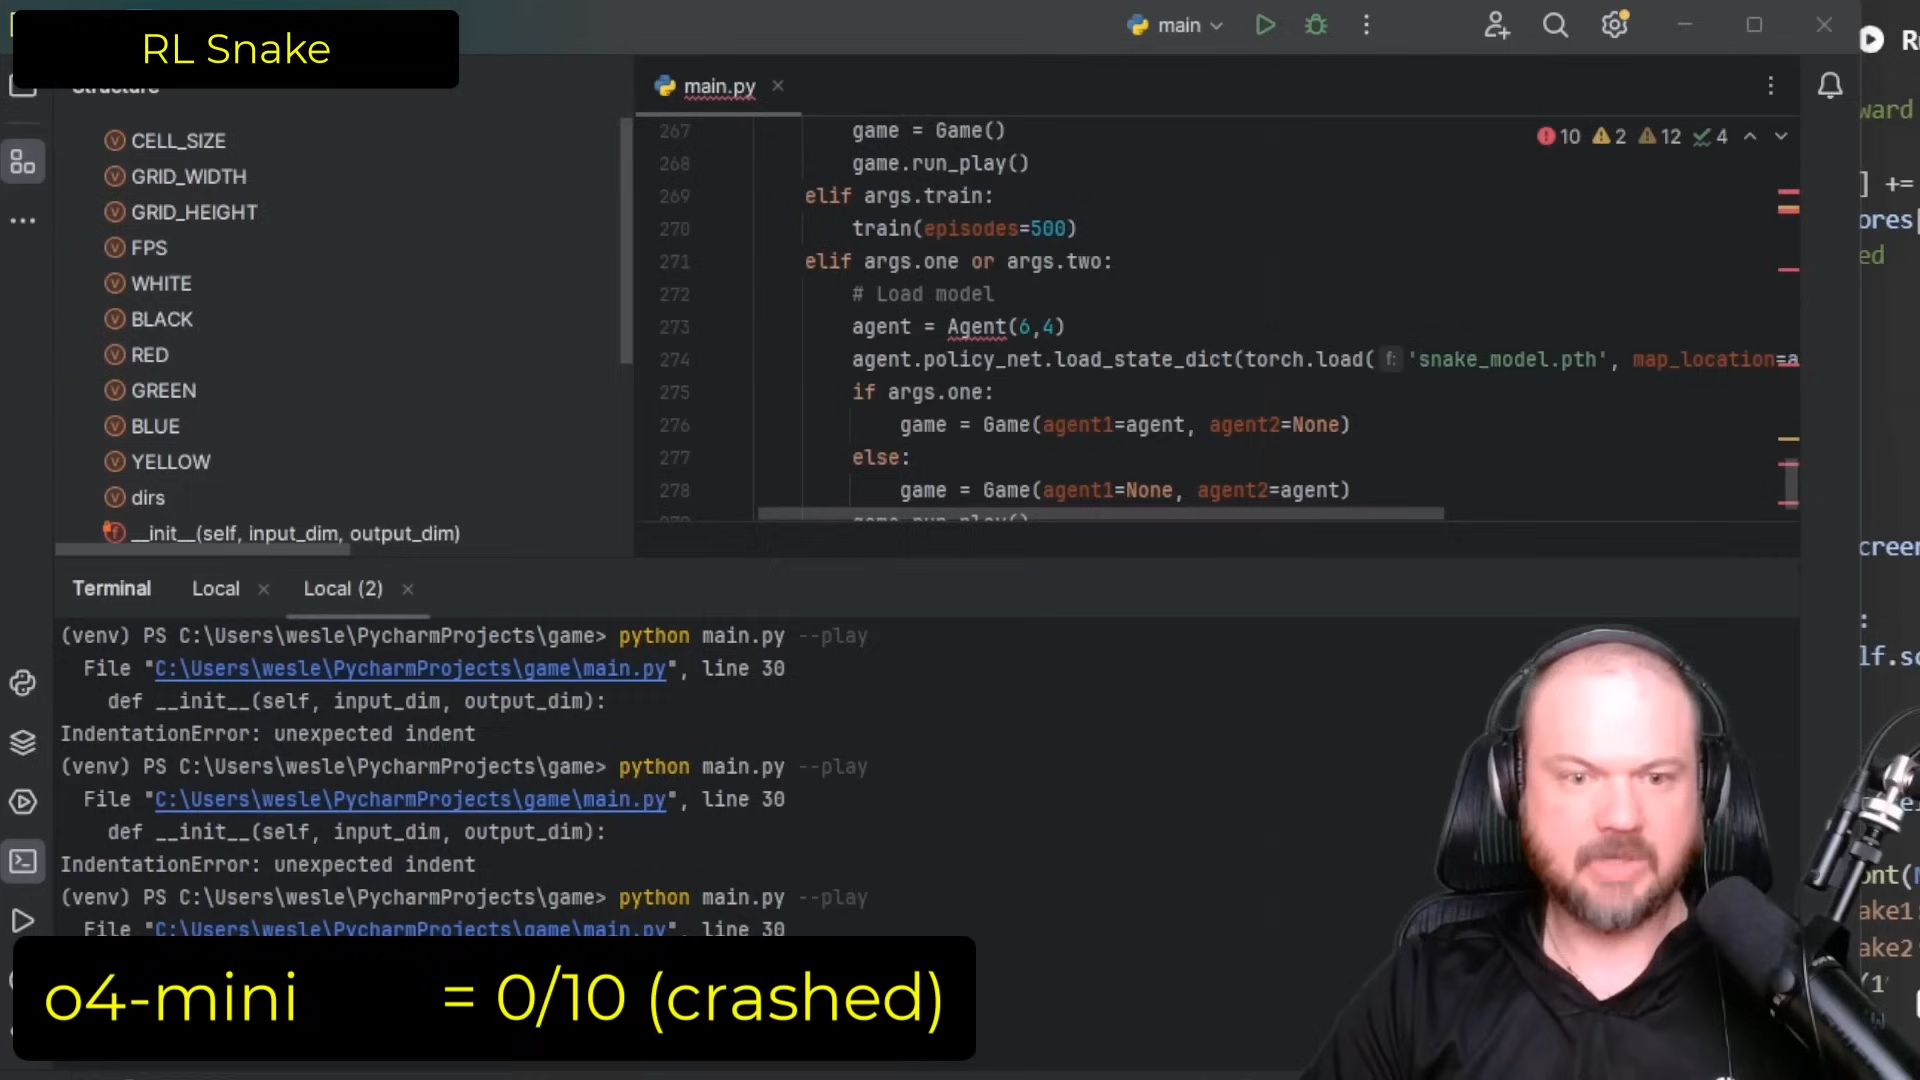 RL Snake
main
Structure
CELL_SIZE
GRID_WIDTH
GRID_HEIGHT
FPS
WHITE
BLACK
RED
GREEN
BLUE
YELLOW
dirs
__init__(self, input_dim, output_dim)
main.py
10 2 12 4
267 game = Game()
268 game.run_play()
269 elif args.train:
270 train(episodes=500)
271 elif args.one or args.two:
272 # Load model
273 agent = Agent(6,4)
274 agent.policy_net.load_state_dict(torch.load( f: 'snake_model.pth', map_location=a
275 if args.one:
276 game = Game(agent1=agent, agent2=None)
277 else:
278 game = Game(agent1=None, agent2=agent)
Terminal Local Local (2)
(venv) PS C:\Users\wesle\PycharmProjects\game> python main.py --play
File "C:\Users\wesle\PycharmProjects\game\main.py", line 30
def __init__(self, input_dim, output_dim):
IndentationError: unexpected indent
(venv) PS C:\Users\wesle\PycharmProjects\game> python main.py --play
File "C:\Users\wesle\PycharmProjects\game\main.py", line 30
def __init__(self, input_dim, output_dim):
IndentationError: unexpected indent
(venv) PS C:\Users\wesle\PycharmProjects\game> python main.py --play
File "C:\Users\wesle\PycharmProjects\game\main.py", line 30
o4-mini = 0/10 (crashed)